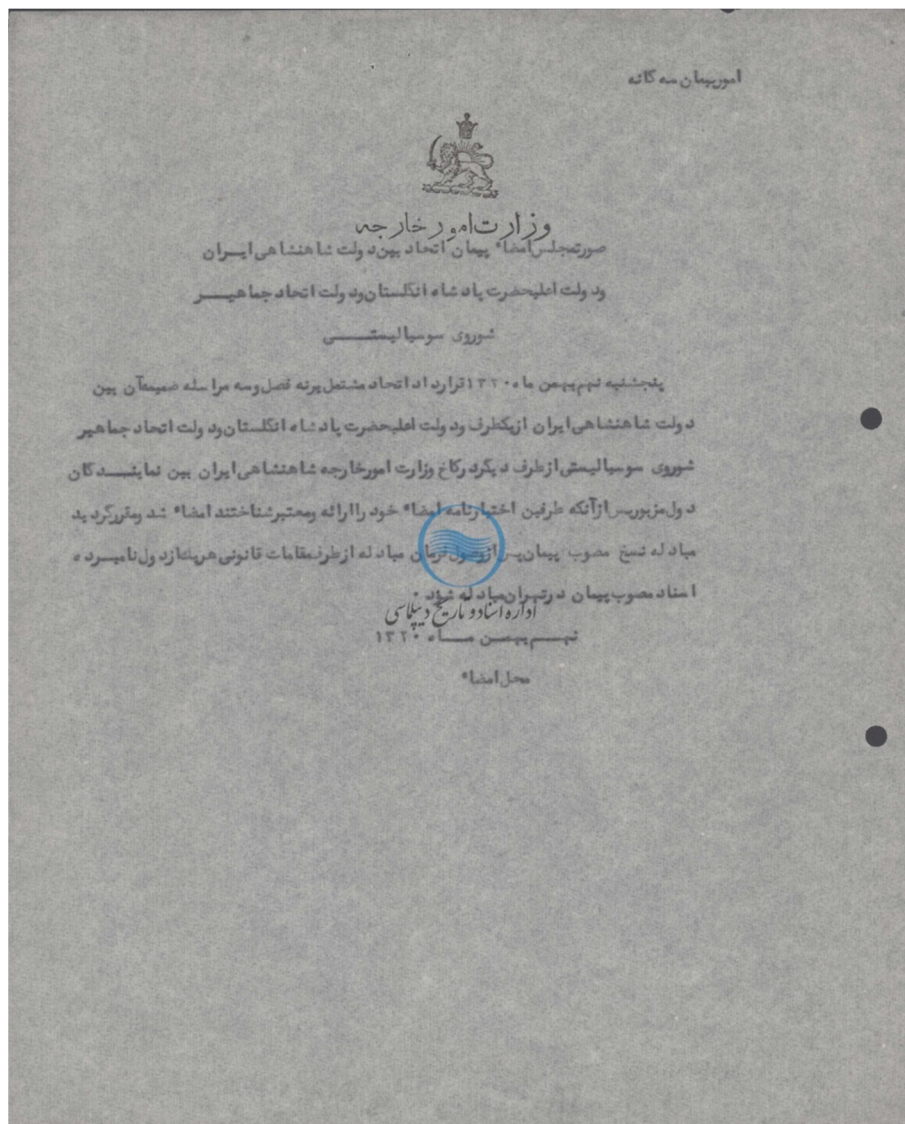 امور پیمان سه گانه
وزارت امور خارجه
صورتمجلس امضاء پیمان اتحاد بین دولت شاهنشاهی ایران
و دولت اعلیحضرت پادشاه انگلستان و دولت اتحاد جماهیر
شوروی سوسیالیستی
پنجشنبه نهم بهمن ماه ۱۳۲۰ قرارداد اتحاد مشتمل بر نه فصل و سه مراسله ضمیمه آن بین
دولت شاهنشاهی ایران از یکطرف و دولت اعلیحضرت پادشاه انگلستان و دولت اتحاد جماهیر
شوروی سوسیالیستی از طرف دیگر در کاخ وزارت امور خارجه شاهنشاهی ایران بین نمایندگان
دول مزبور پس از آنکه طرفین اختیارنامه امضاء خود را ارائه و معتبر شناختند امضاء شد و مقرر گردید
مبادله نسخ مصوب پیمان پس از وصول فرمان مبادله از طرف مقامات قانونی هر یک از دول نامبرده
اسناد مصوب پیمان در تهران مبادله شود .
اداره اسناد و تاریخ دیپلماسی
نهم بهمن ماه ۱۳۲۰
محل امضاء